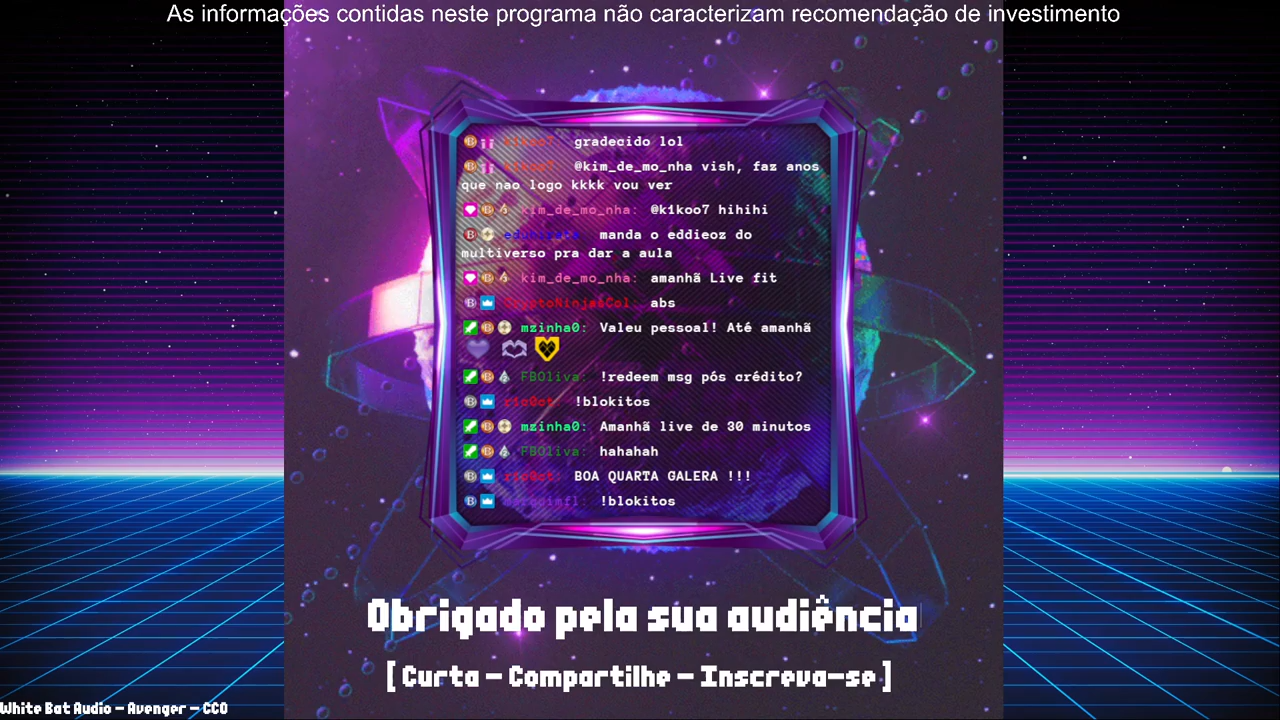 As informações contidas neste programa não caracterizam recomendação de investimento
kikoo7 gradecido lol
kikoo7 @kim_de_mo_nha vish, faz anos
que nao logo kkkk vou ver
kim_de_mo_nha: @k1koo7 hihihi
manda o eddieoz do
multiverso pra dar a aula
kim_de_mo_nha: amanhã Live fit
CryptoNinjasCol: abs
mzinha0: Valeu pessoal! Até amanhã
FBOliva: !redeem msg pós crédito?
!blokitos
mzinha0: Amanhã live de 30 minutos
FBOliva: hahahah
BOA QUARTA GALERA !!!
!blokitos
Obrigado pela sua audiência
[ Curta - Compartilhe - Inscreva-se ]
White Bat Audio - Avenger - CC0